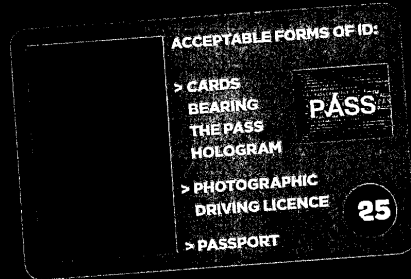 ACCEPTABLE FORMS OF ID:
> CARDS
BEARING
THE PASS
HOLOGRAM
PASS
> PHOTOGRAPHIC
DRIVING LICENCE
25
> PASSPORT